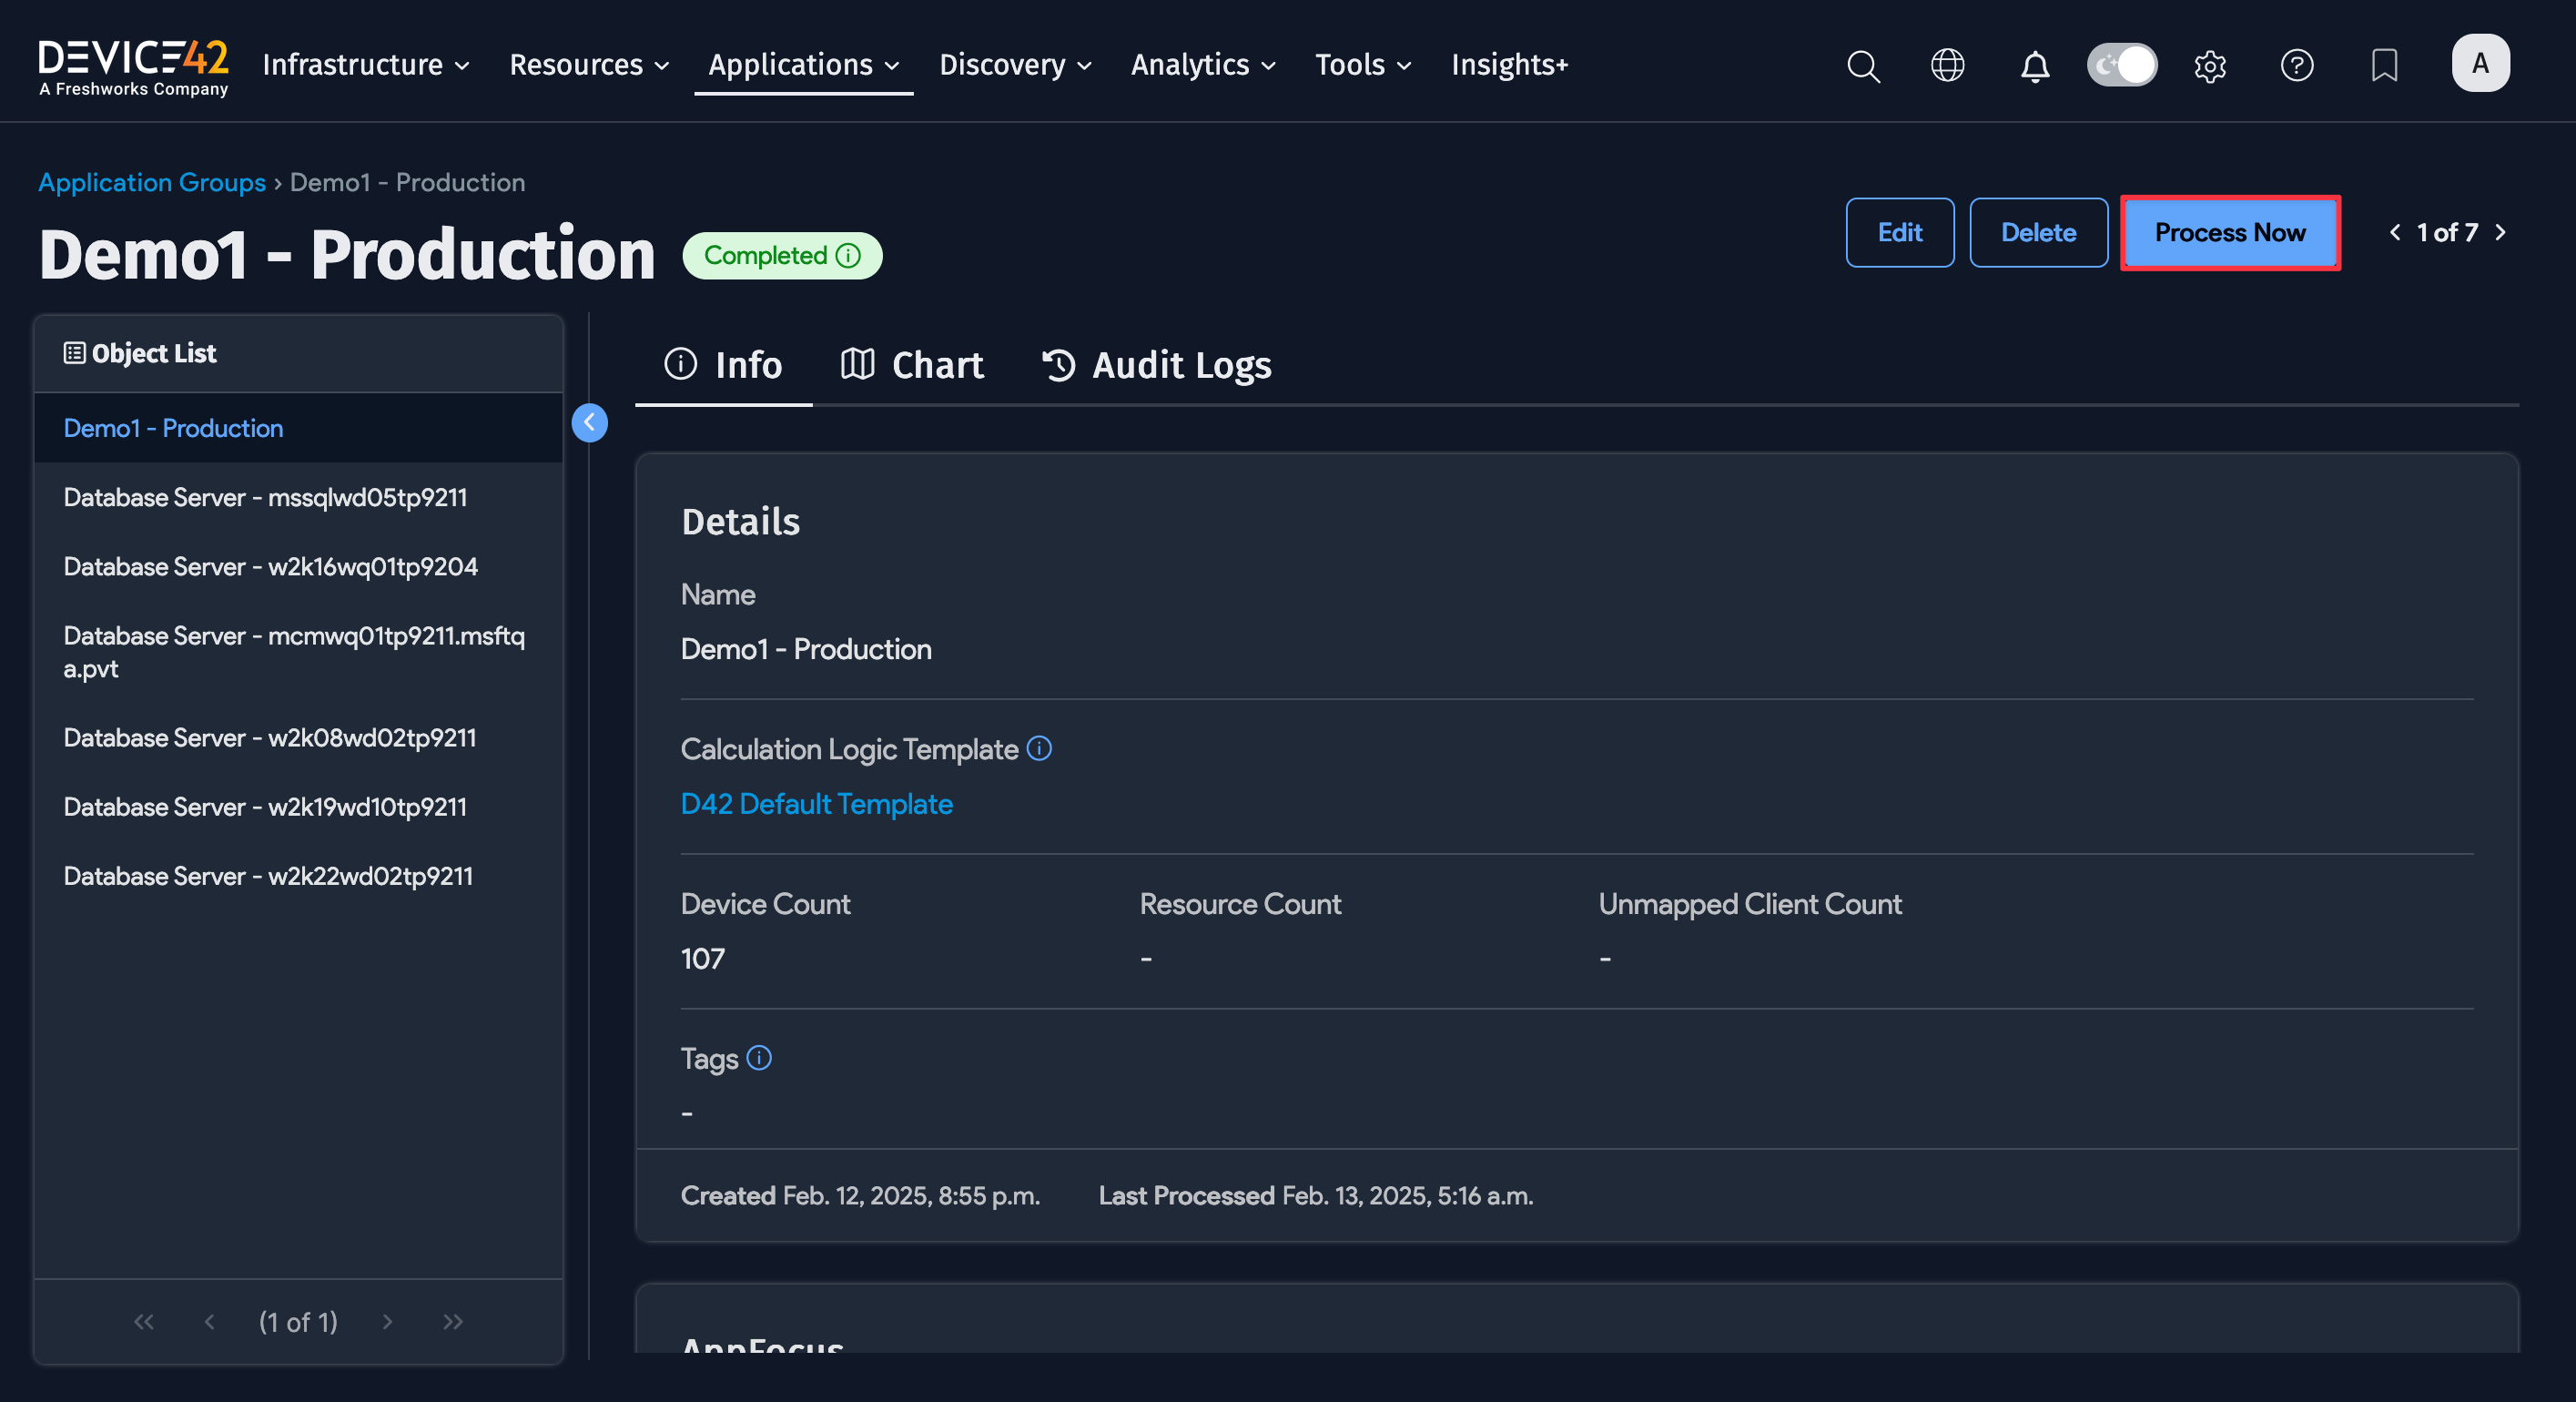 DEVICE42
A Freshworks Company
Infrastructure
Resources
Applications
Discovery
Analytics
Tools
Insights+
A
Application Groups › Demo1 - Production
Demo1 - Production
Completed
Edit
Delete
Process Now
1 of 7
Object List
Demo1 - Production
Database Server - mssqlwd05tp9211
Database Server - w2k16wq01tp9204
Database Server - mcmwq01tp9211.msftq
a.pvt
Database Server - w2k08wd02tp9211
Database Server - w2k19wd10tp9211
Database Server - w2k22wd02tp9211
(1 of 1)
Info
Chart
Audit Logs
Details
Name
Demo1 - Production
Calculation Logic Template
D42 Default Template
Device Count
Resource Count
Unmapped Client Count
107
-
-
Tags
-
Created Feb. 12, 2025, 8:55 p.m.
Last Processed Feb. 13, 2025, 5:16 a.m.
AppFocus